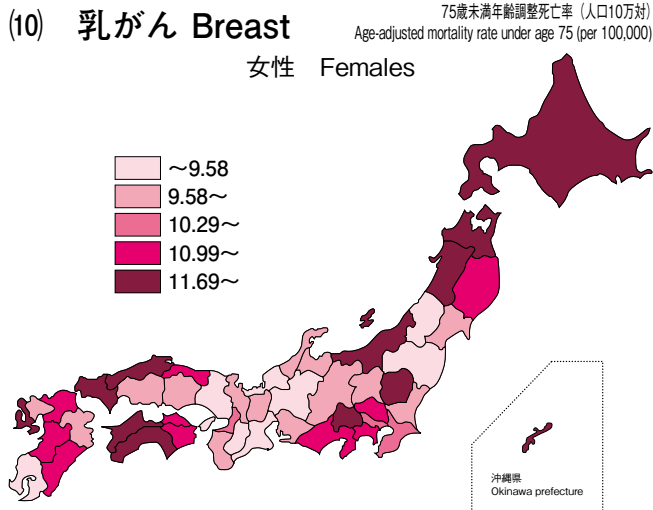 ⑽ 乳がん Breast
75歳未満年齢調整死亡率（人口10万対）
Age-adjusted mortality rate under age 75 (per 100,000)
女性 Females
～9.58
9.58～
10.29～
10.99～
11.69～
沖縄県
Okinawa prefecture